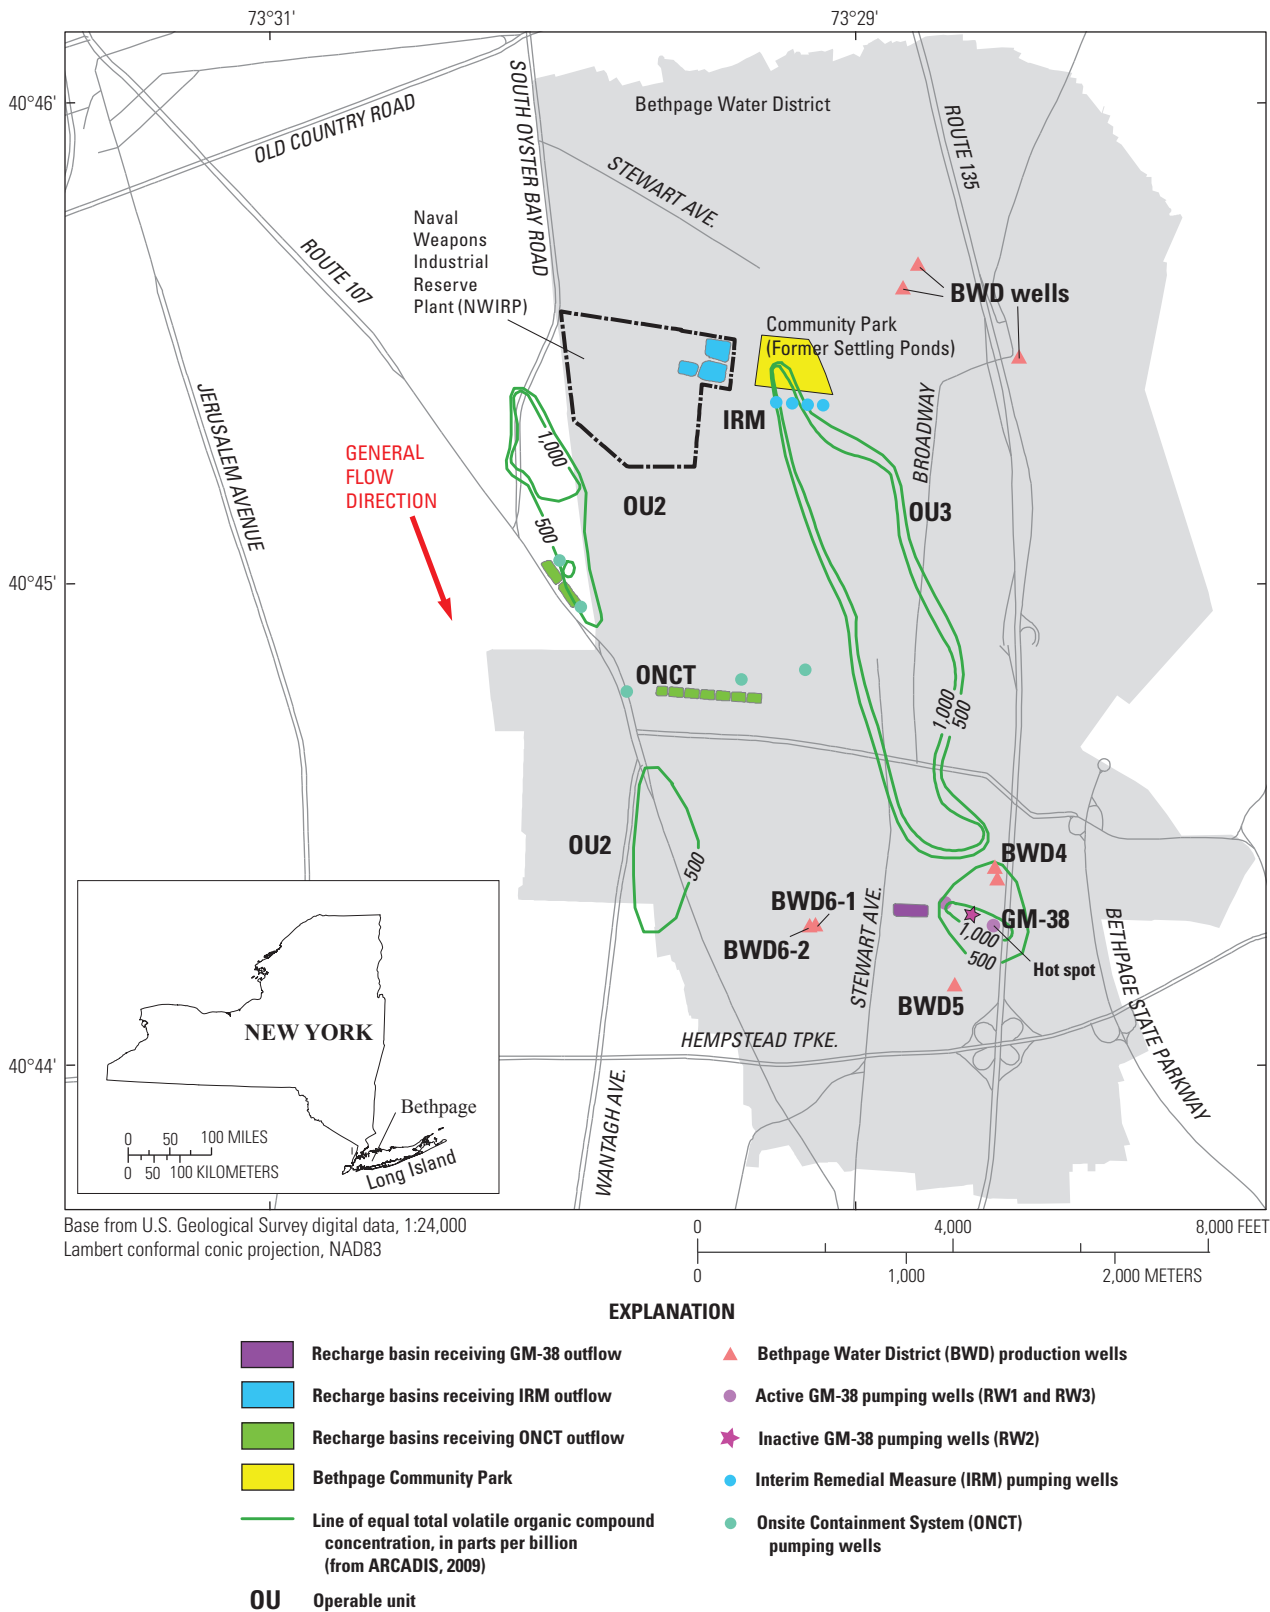 73°31'
73°29'
40°46'
40°45'
40°44'
OLD COUNTRY ROAD
SOUTH OYSTER BAY ROAD
Bethpage Water District
ROUTE 135
STEWART AVE.
Naval
Weapons
Industrial
Reserve
Plant (NWIRP)
ROUTE 107
BWD wells
Community Park
(Former Settling Ponds)
IRM
JERUSALEM AVENUE
BROADWAY
1,000
GENERAL
FLOW
DIRECTION
OU2
OU3
500
ONCT
1,000
500
OU2
500
BWD4
BWD6-1
BWD6-2
STEWART AVE.
GM-38
1,000
500
Hot spot
BWD5
BETHPAGE STATE PARKWAY
HEMPSTEAD TPKE.
WANTAGH AVE.
NEW YORK
Bethpage
Long Island
0 50 100 MILES
0 50 100 KILOMETERS
Base from U.S. Geological Survey digital data, 1:24,000
Lambert conformal conic projection, NAD83
0 4,000 8,000 FEET
0 1,000 2,000 METERS
EXPLANATION
Recharge basin receiving GM-38 outflow
Recharge basins receiving IRM outflow
Recharge basins receiving ONCT outflow
Bethpage Community Park
Line of equal total volatile organic compound
concentration, in parts per billion
(from ARCADIS, 2009)
OU Operable unit
Bethpage Water District (BWD) production wells
Active GM-38 pumping wells (RW1 and RW3)
Inactive GM-38 pumping wells (RW2)
Interim Remedial Measure (IRM) pumping wells
Onsite Containment System (ONCT)
pumping wells